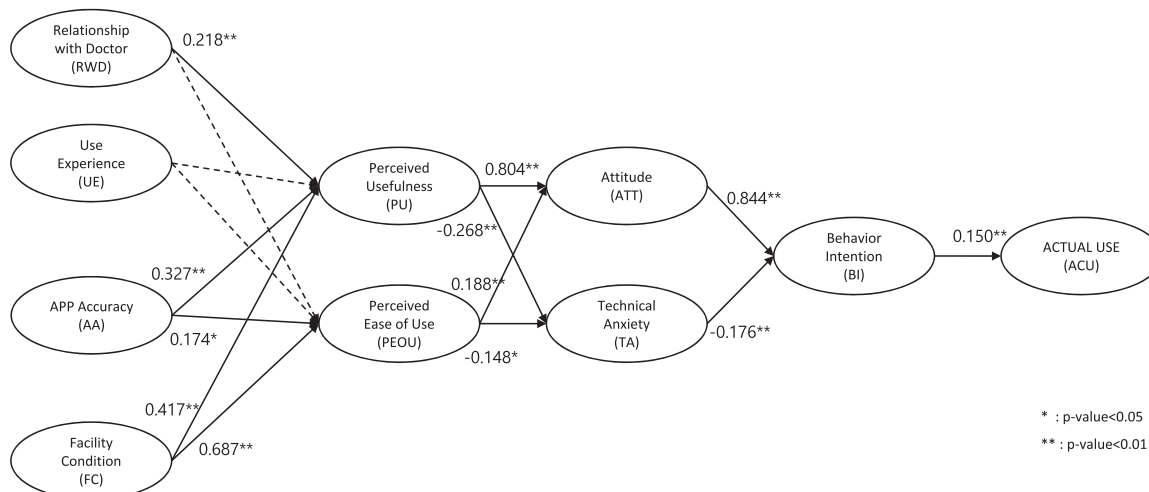 Relationship
with Doctor
(RWD)
0.218**
Use
Experience
(UE)
Perceived
Usefulness
(PU)
0.804**
Attitude
(ATT)
-0.268**
0.844**
Behavior
Intention
(BI)
0.150**
ACTUAL USE
(ACU)
APP Accuracy
(AA)
0.327**
0.174*
Perceived
Ease of Use
(PEOU)
0.188**
-0.148*
Technical
Anxiety
(TA)
-0.176**
0.417**
0.687**
Facility
Condition
(FC)
* : p-value<0.05
** : p-value<0.01